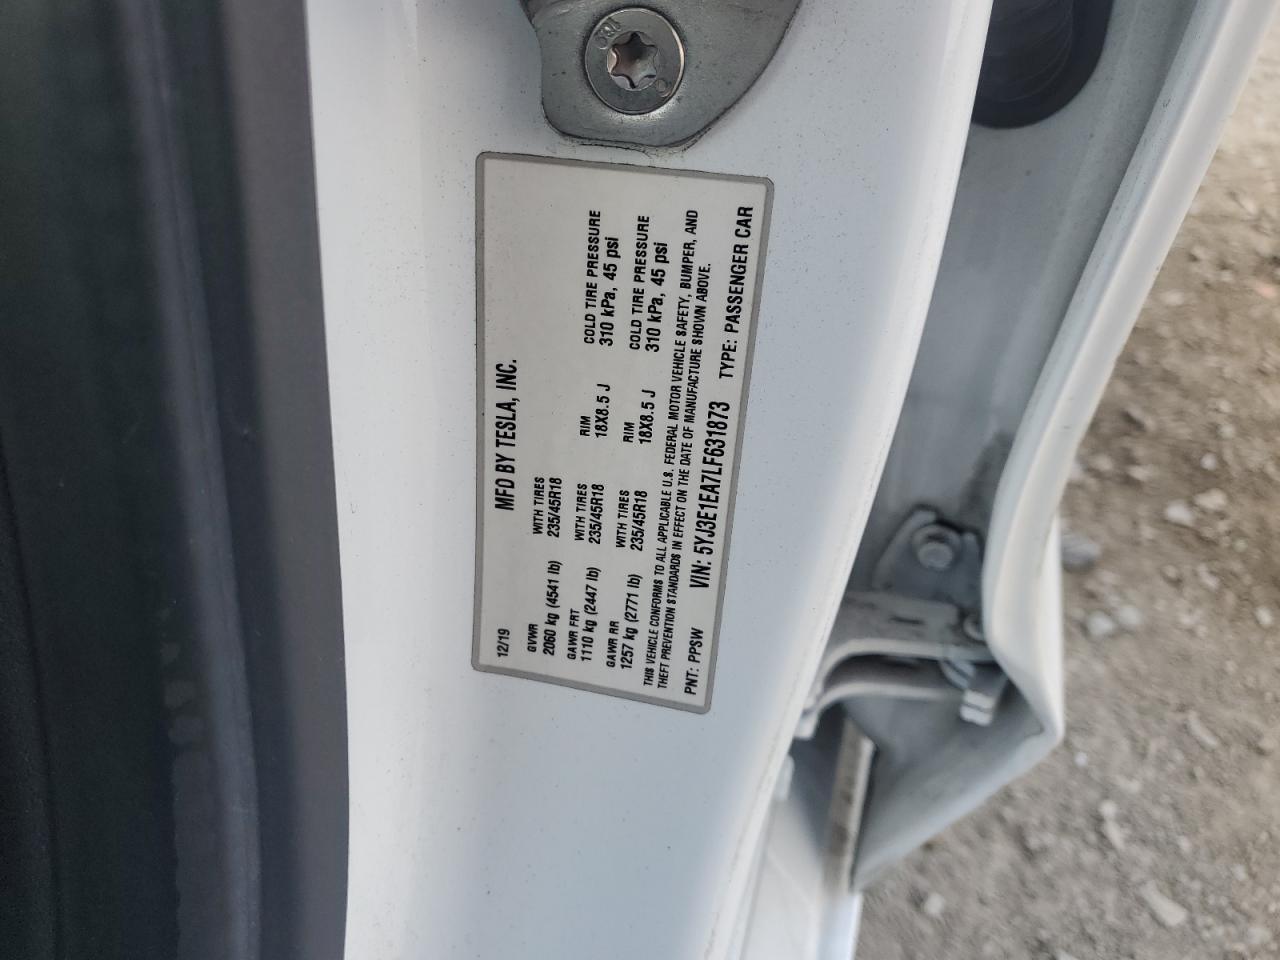 MFD BY TESLA, INC.
12/19
GVWR
2060 kg (4541 lb)
WITH TIRES
235/45R18
GAWR FRT
1110 kg (2447 lb)
WITH TIRES
235/45R18
RIM
18X8.5 J
COLD TIRE PRESSURE
310 kPa, 45 psi
GAWR RR
1257 kg (2771 lb)
WITH TIRES
235/45R18
RIM
18X8.5 J
COLD TIRE PRESSURE
310 kPa, 45 psi
THIS VEHICLE CONFORMS TO ALL APPLICABLE U.S. FEDERAL MOTOR VEHICLE SAFETY, BUMPER, AND
THEFT PREVENTION STANDARDS IN EFFECT ON THE DATE OF MANUFACTURE SHOWN ABOVE.
PNT: PPSW VIN: 5YJ3E1EA7LF631873 TYPE: PASSENGER CAR